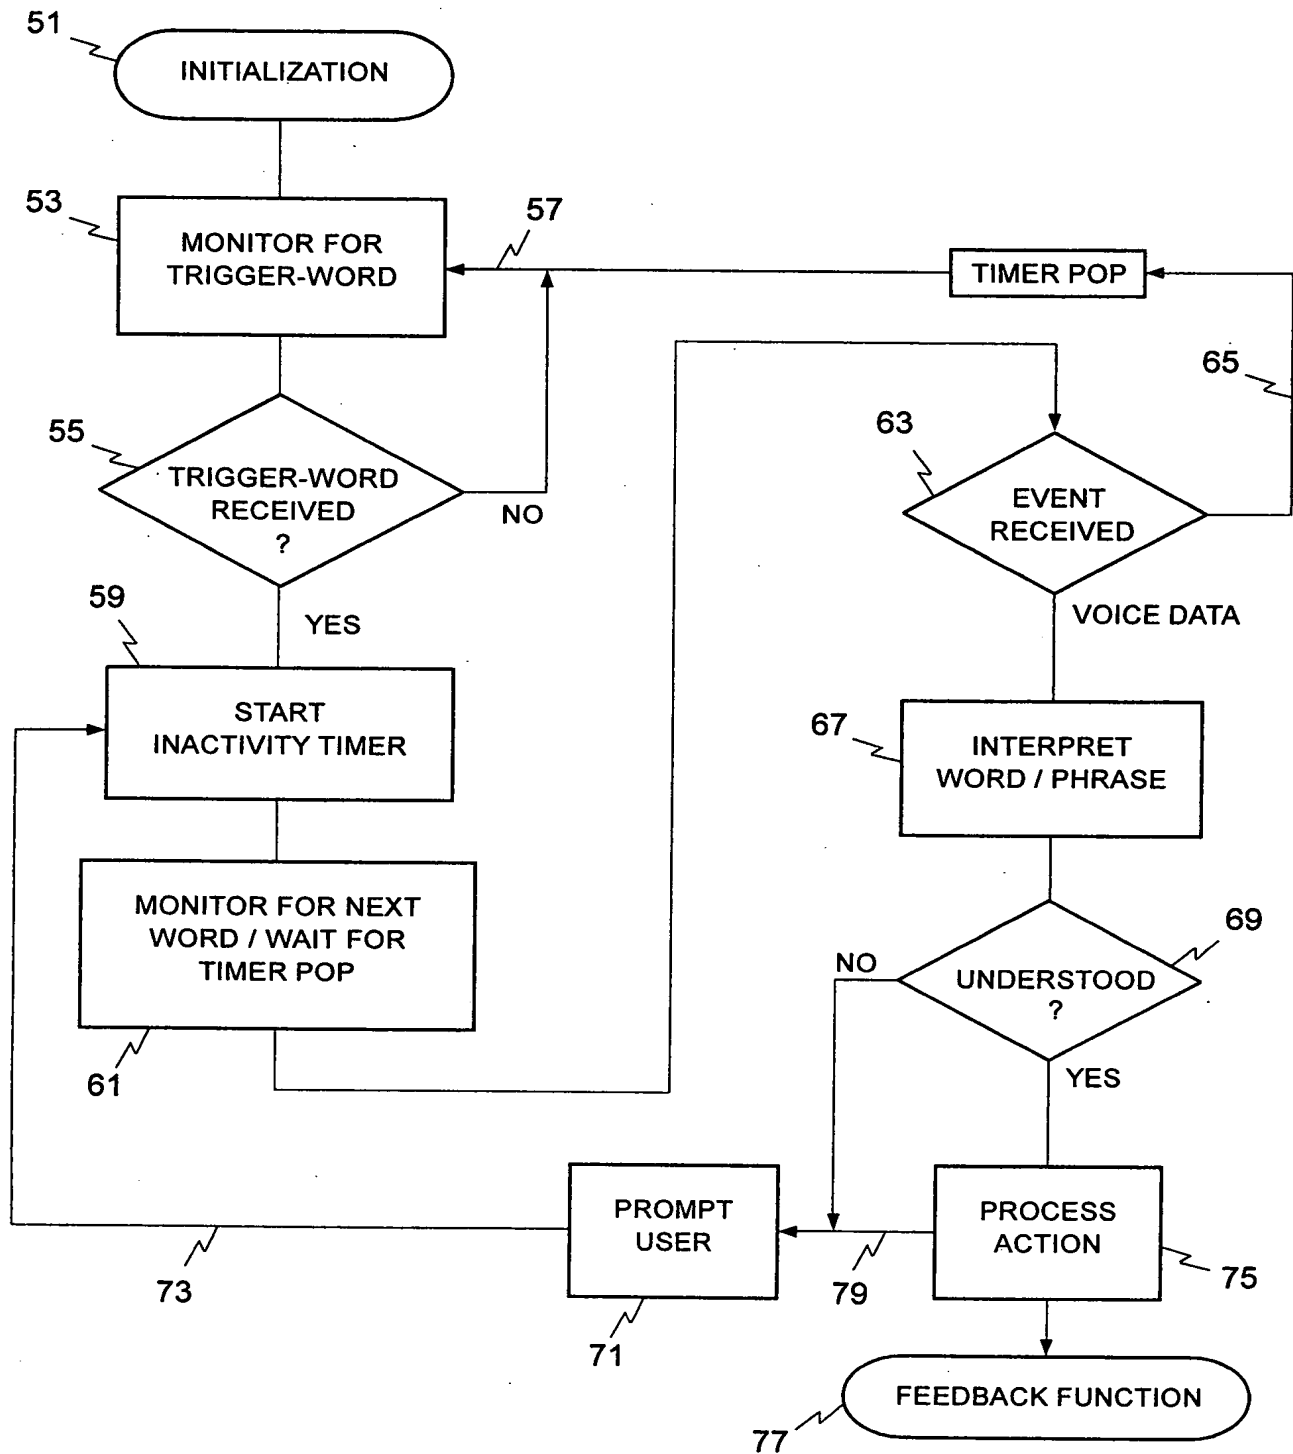 51
INITIALIZATION
53
MONITOR FOR
TRIGGER-WORD
57
TIMER POP
65
55
TRIGGER-WORD
RECEIVED
?
NO
YES
63
EVENT
RECEIVED
VOICE DATA
59
START
INACTIVITY TIMER
67
INTERPRET
WORD / PHRASE
MONITOR FOR NEXT
WORD / WAIT FOR
TIMER POP
61
69
UNDERSTOOD
?
NO
YES
PROMPT
USER
71
73
79
PROCESS
ACTION
75
FEEDBACK FUNCTION
77